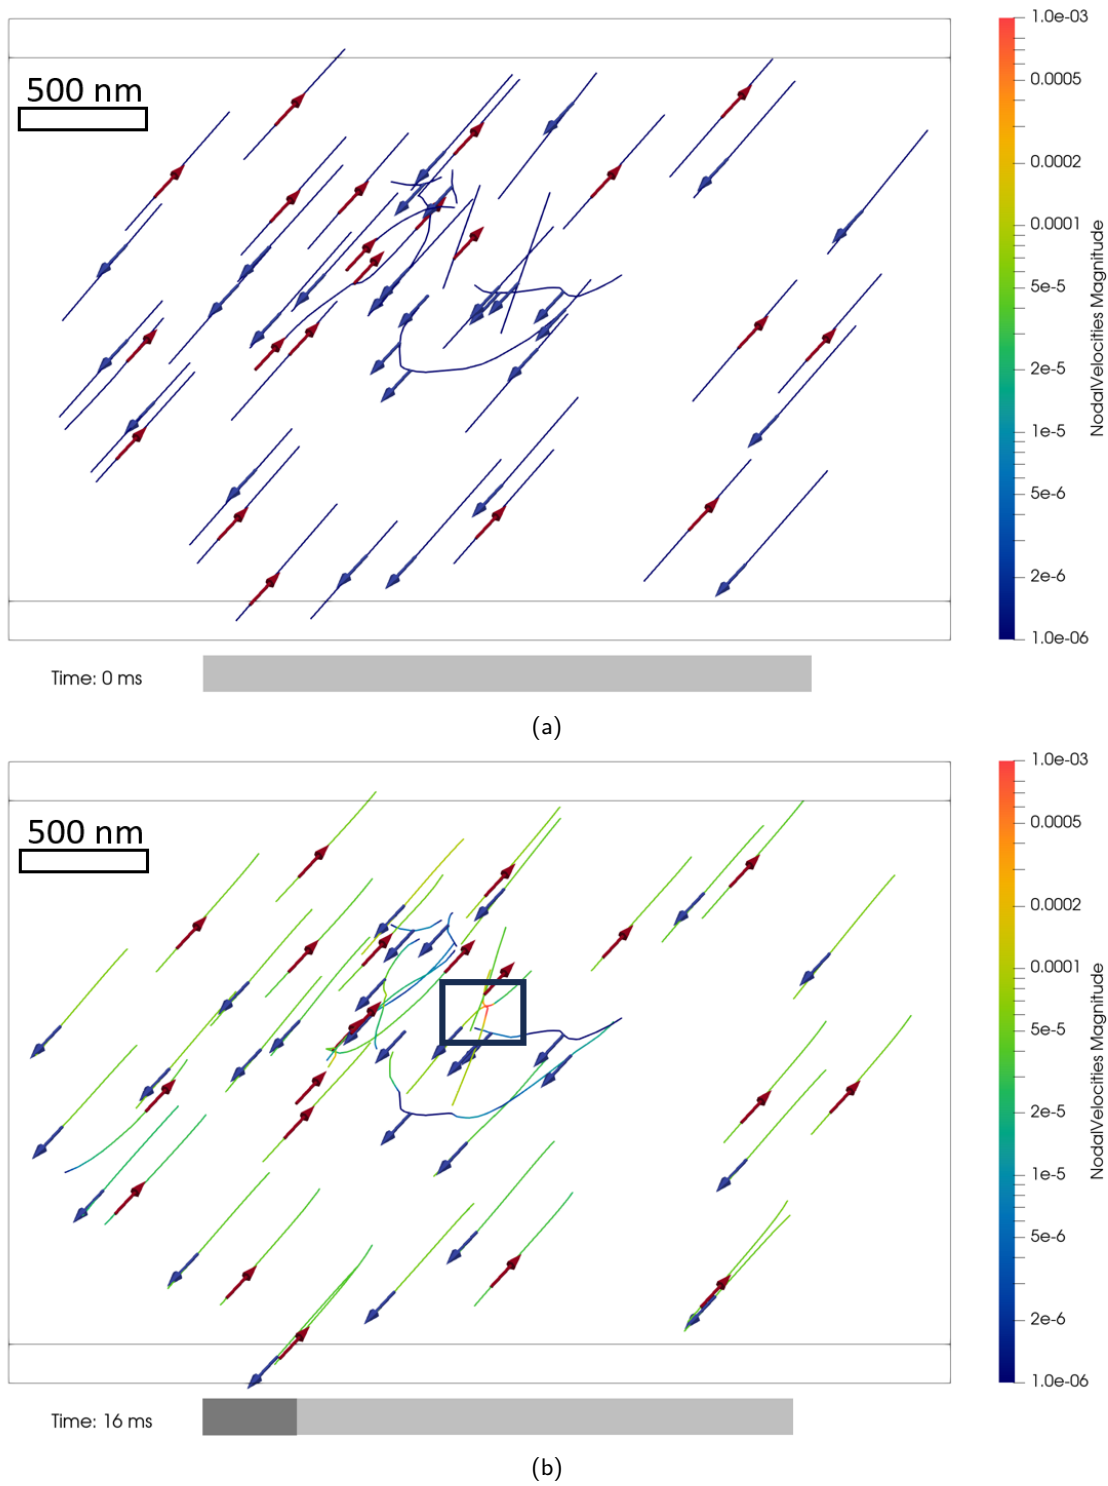 500 nm
1.0e-03
0.0005
0.0002
0.0001
5e-5
2e-5
1e-5
5e-6
2e-6
1.0e-06
NodalVelocities Magnitude
Time: 0 ms
(a)
500 nm
1.0e-03
0.0005
0.0002
0.0001
5e-5
2e-5
1e-5
5e-6
2e-6
1.0e-06
NodalVelocities Magnitude
Time: 16 ms
(b)